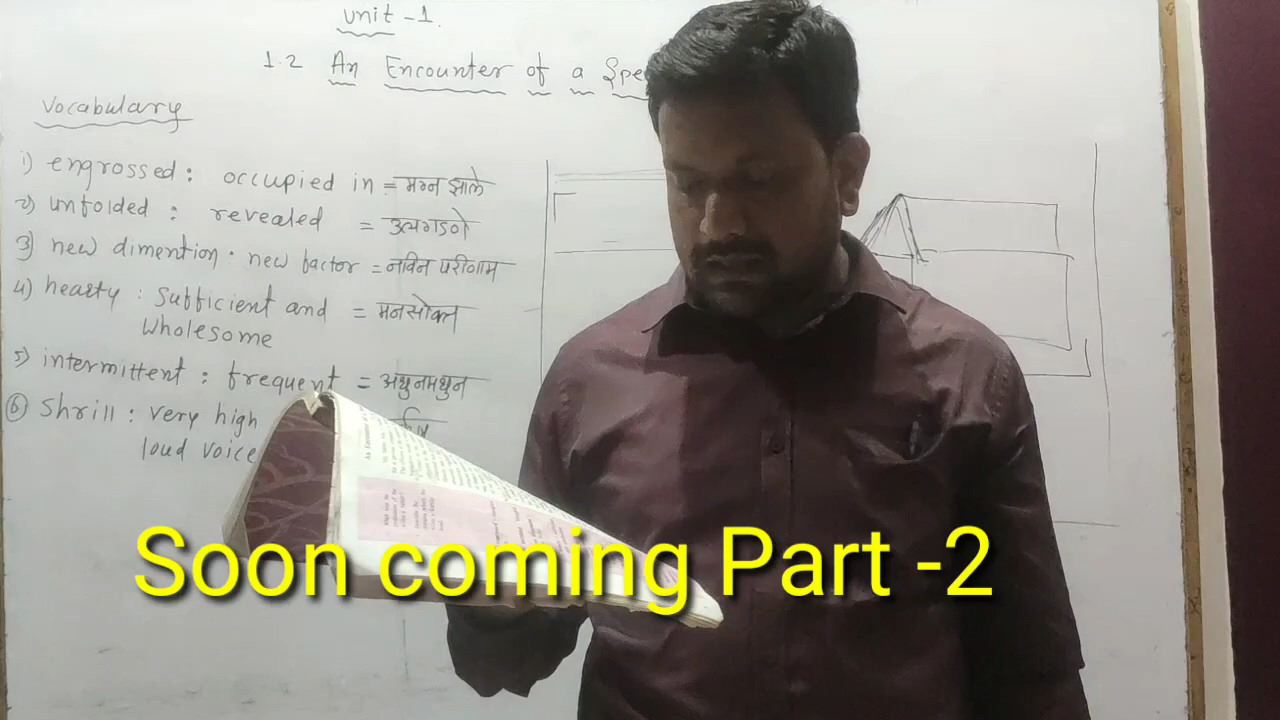 Unit -1.
1.2 An Encounter of a Spe
Vocabulary
1) engrossed : occupied in = मग्न झाले
2) unfolded : revealed = उलगडणे
3) new dimention : new factor = नविन परीणाम
4) hearty : Sufficient and = मनसोक्त
Wholesome
5) intermittent : frequent = अधुनमधुन
6) Shrill : very high
loud voice
Soon coming Part -2